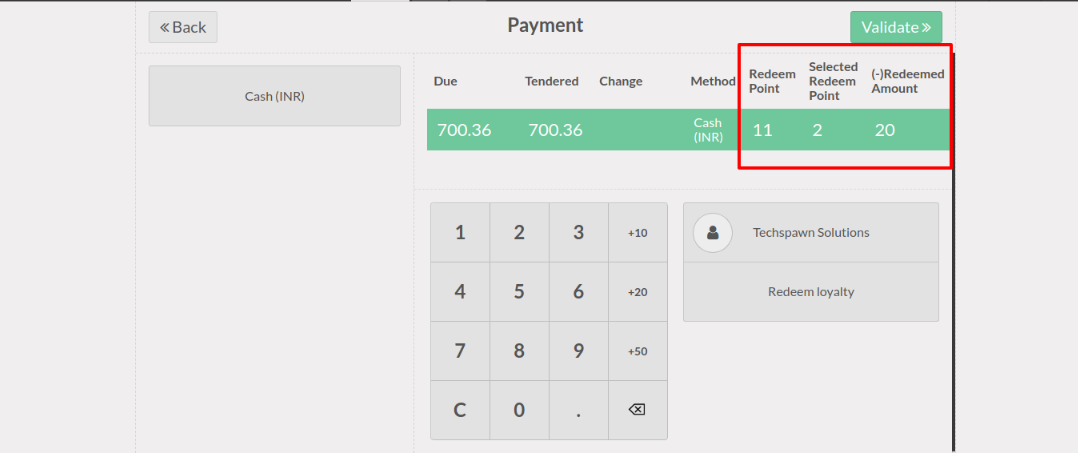 « Back
Payment
Validate »
Cash (INR)
Due Tendered Change Method Redeem Point Selected Redeem Point (-)Redeemed Amount
700.36 700.36 Cash (INR) 11 2 20
1 2 3 +10
4 5 6 +20
7 8 9 +50
C 0 .
Techspawn Solutions
Redeem loyalty